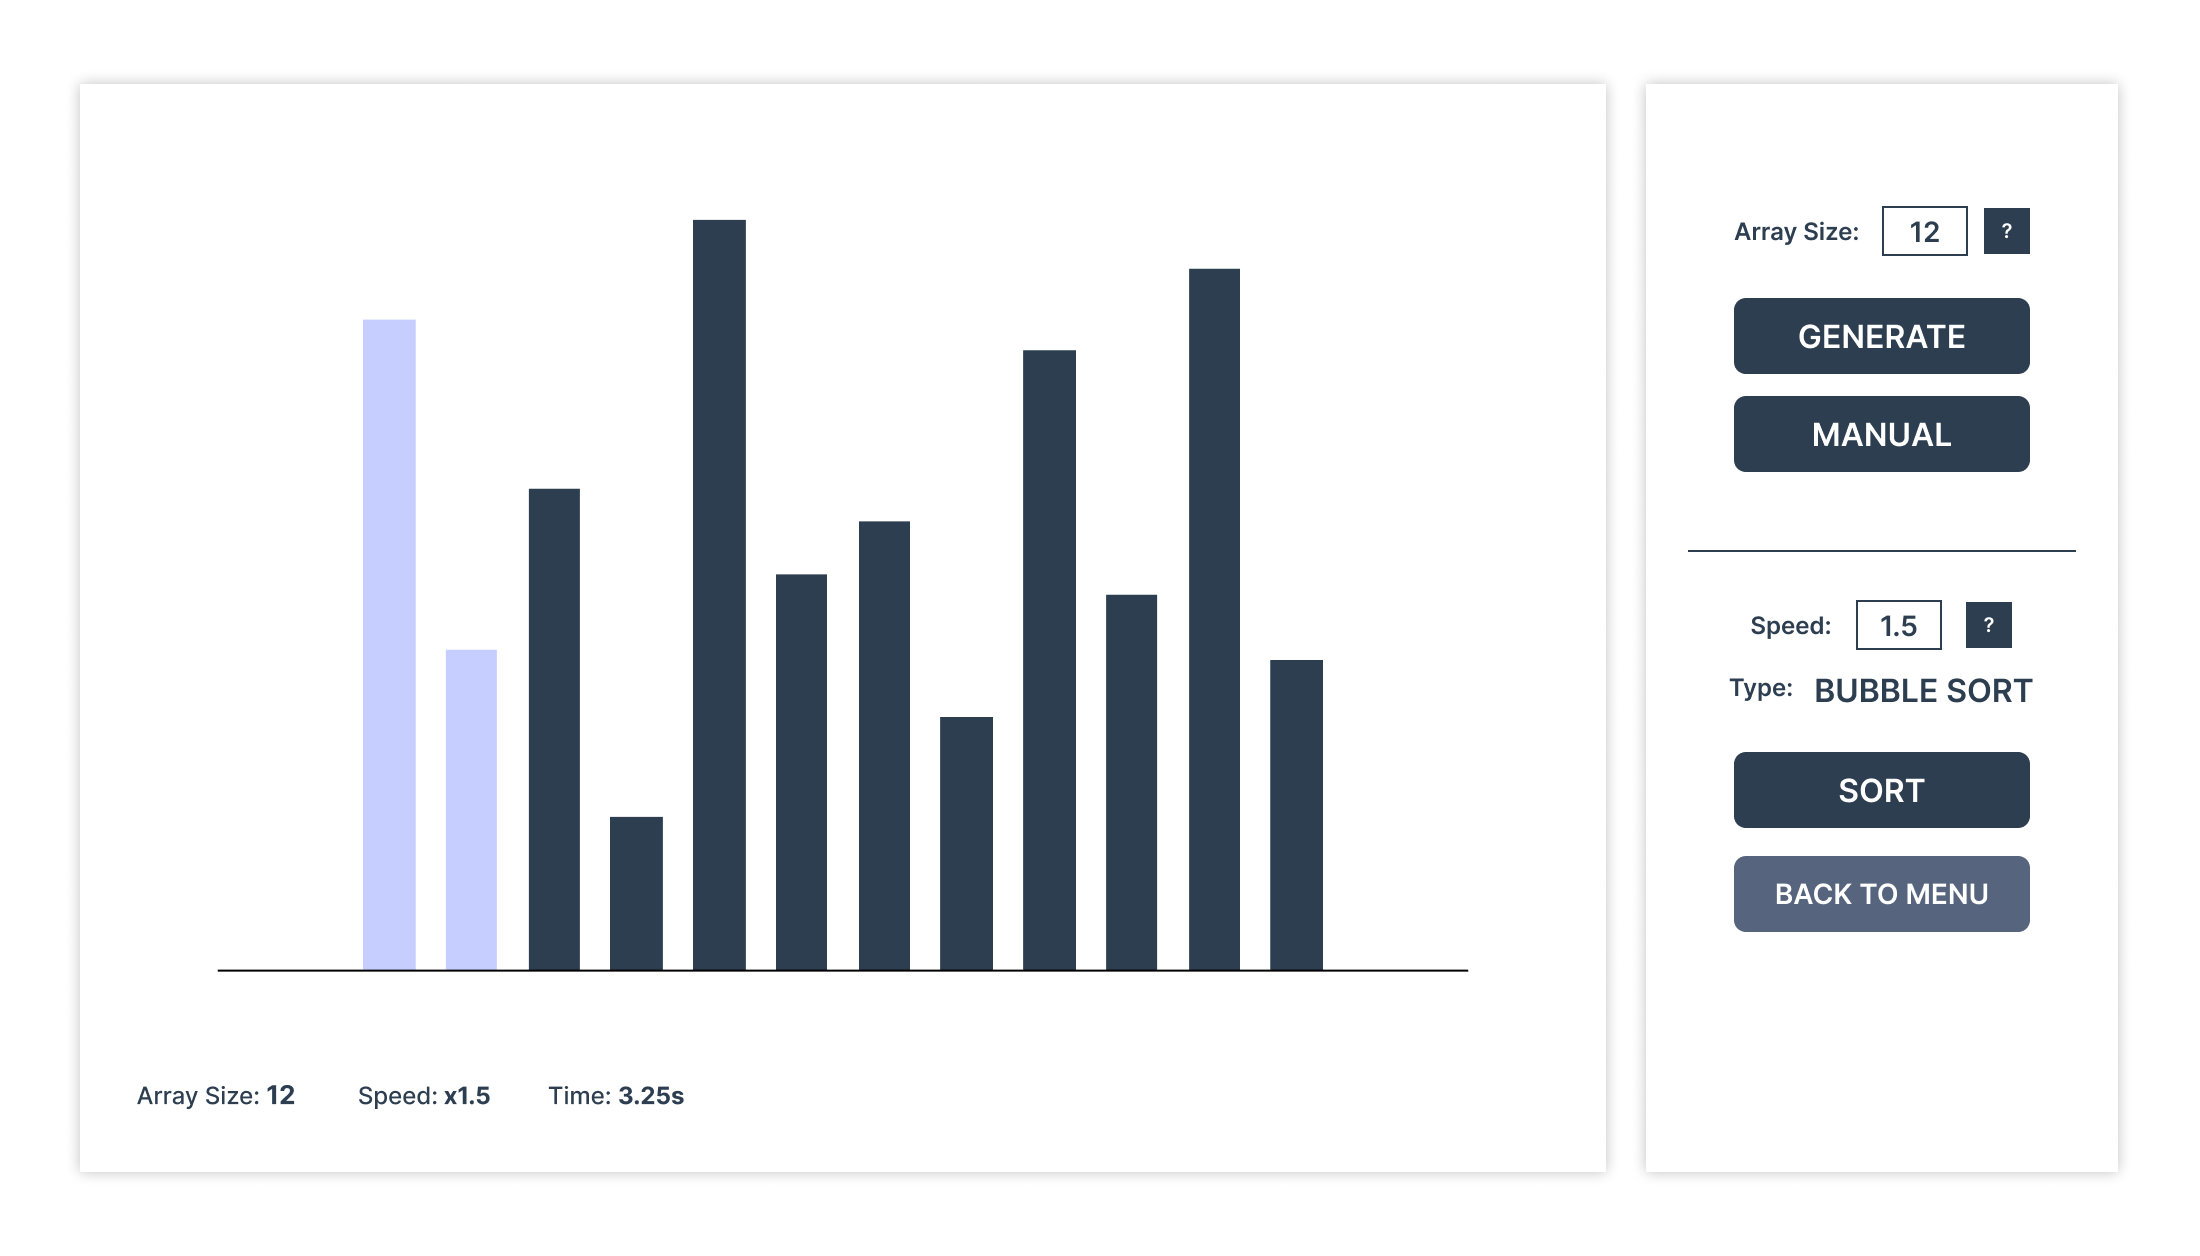 Array Size: 12 ?
GENERATE
MANUAL
Speed: 1.5 ?
Type: BUBBLE SORT
SORT
BACK TO MENU
Array Size: 12 Speed: x1.5 Time: 3.25s